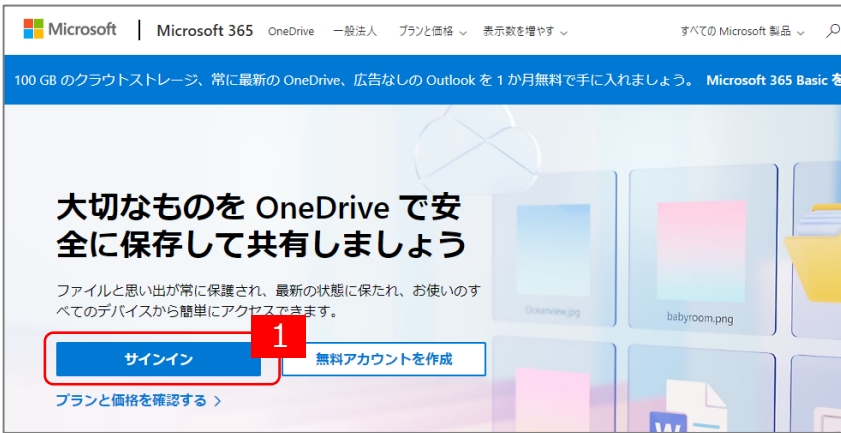 Microsoft | Microsoft 365 OneDrive 一般法人 プランと価格 表示数を増やす すべての Microsoft 製品
100 GB のクラウトストレージ、常に最新の OneDrive、広告なしの Outlook を 1 か月無料で手に入れましょう。 Microsoft 365 Basic を
大切なものを OneDrive で安
全に保存して共有しましょう
ファイルと思い出が常に保護され、最新の状態に保たれ、お使いのす
べてのデバイスから簡単にアクセスできます。
Oceanview.jpg
babyroom.png
1
サインイン
無料アカウントを作成
プランと価格を確認する >
W